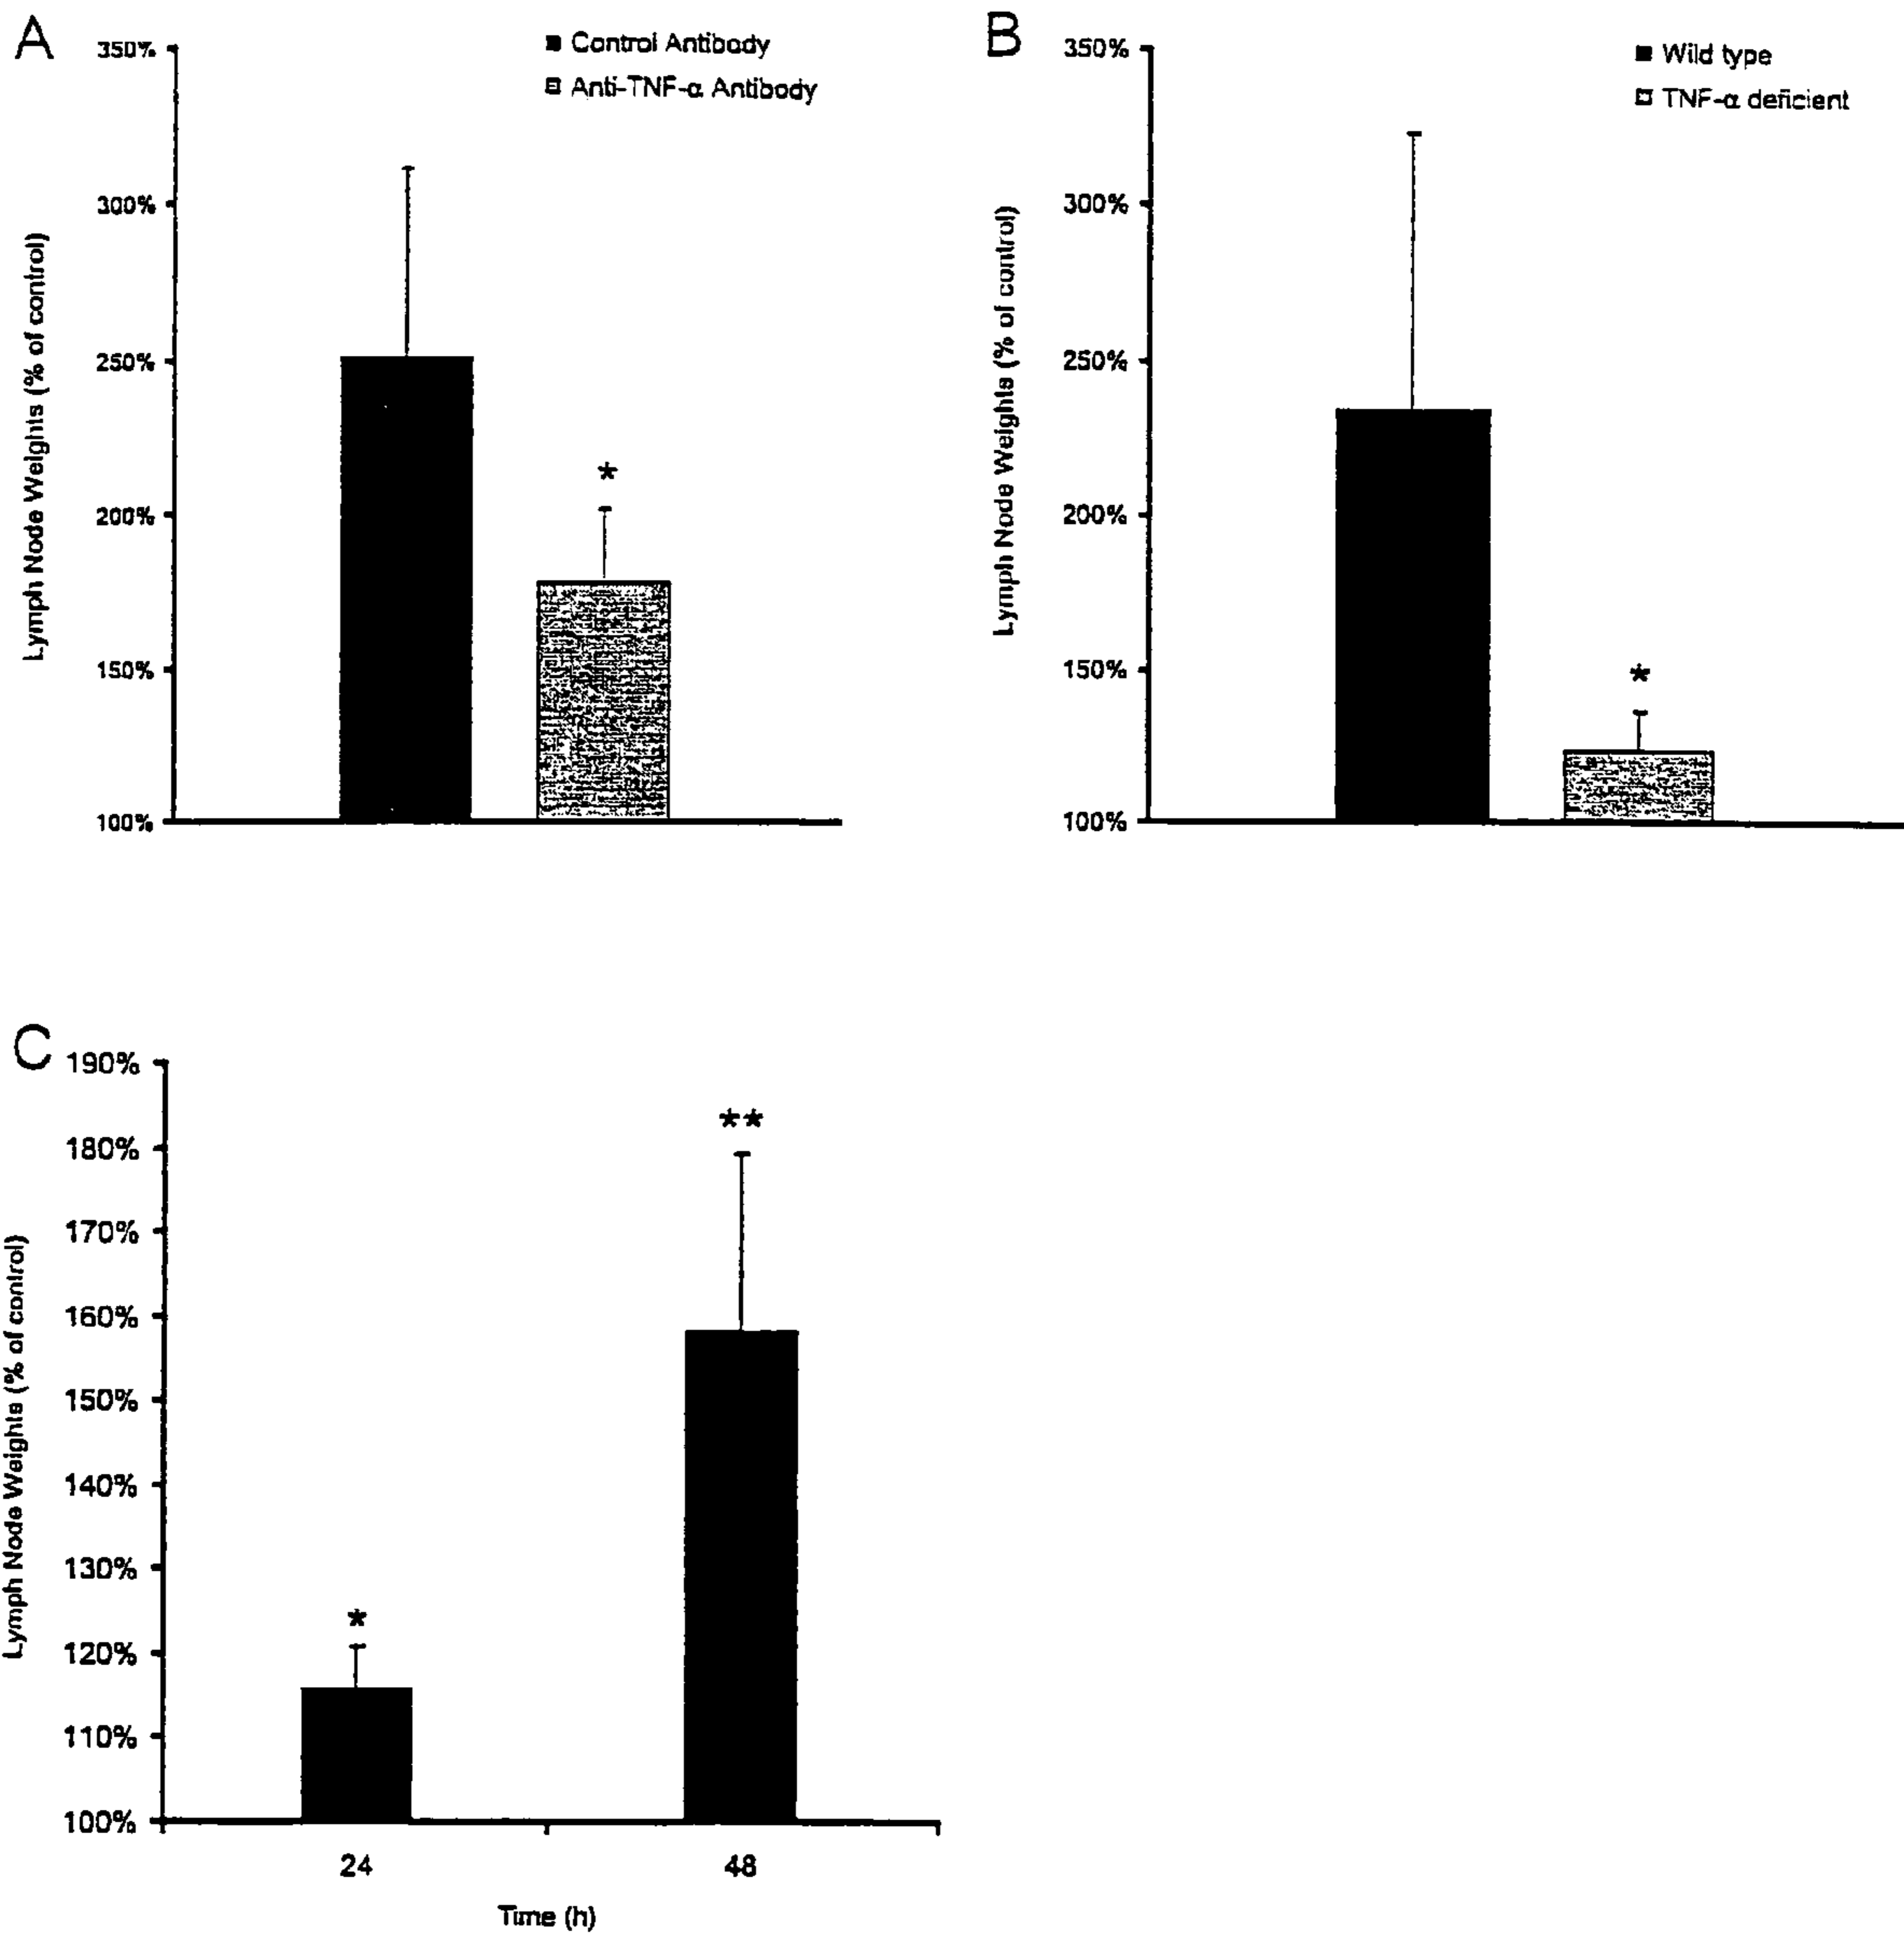 A
350%
300%
250%
200%
150%
100%
Lymph Node Weights (% of control)
■ Control Antibody
Anti-TNF-α Antibody
*
B
350%
300%
250%
200%
150%
100%
Lymph Node Weights (% of control)
■ Wild type
TNF-α deficient
*
C
190%
180%
170%
160%
150%
140%
130%
120%
110%
100%
Lymph Node Weights (% of control)
*
**
24 48
Time (h)